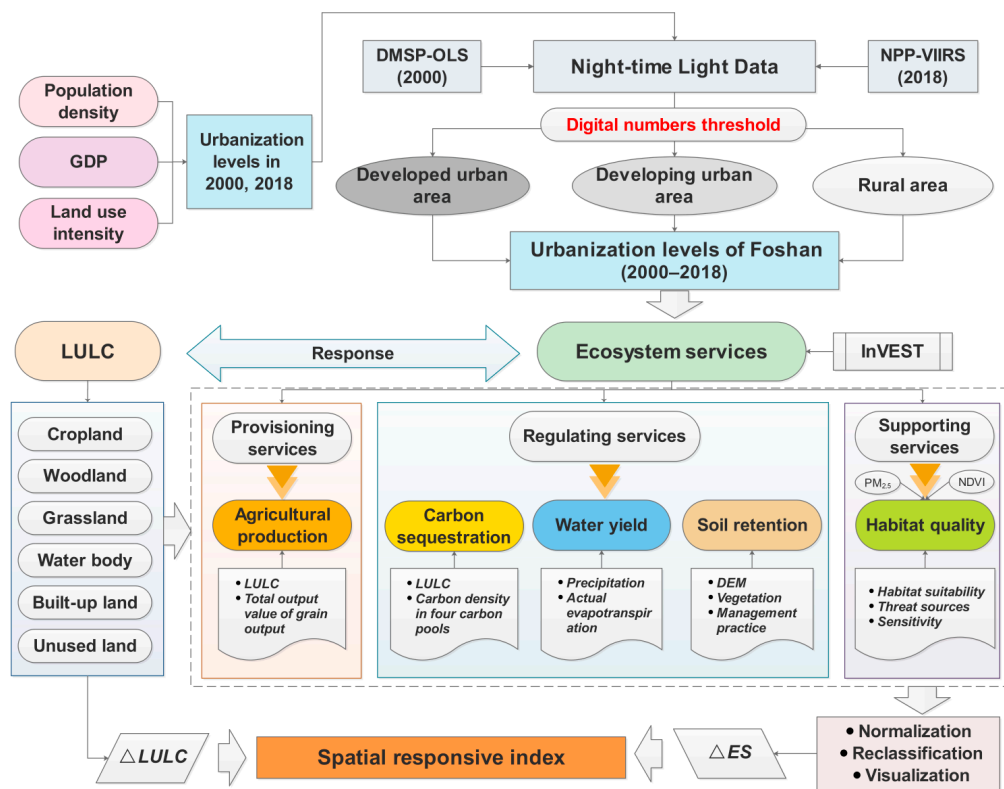 DMSP-OLS
(2000)
Night-time Light Data
NPP-VIIRS
(2018)
Population
density
GDP
Land use
intensity
Urbanization
levels in
2000, 2018
Digital numbers threshold
Developed urban
area
Developing urban
area
Rural area
Urbanization levels of Foshan
(2000–2018)
LULC
Response
Ecosystem services
InVEST
Cropland
Woodland
Grassland
Water body
Built-up land
Unused land
Provisioning
services
Agricultural
production
• LULC
• Total output
value of grain
output
Regulating services
Carbon
sequestration
• LULC
• Carbon density
in four carbon
pools
Water yield
• Precipitation
• Actual
evapotranspir
ation
Soil retention
• DEM
• Vegetation
• Management
practice
Supporting
services
PM2.5
NDVI
Habitat quality
• Habitat suitability
• Threat sources
• Sensitivity
△LULC
Spatial responsive index
△ES
• Normalization
• Reclassification
• Visualization